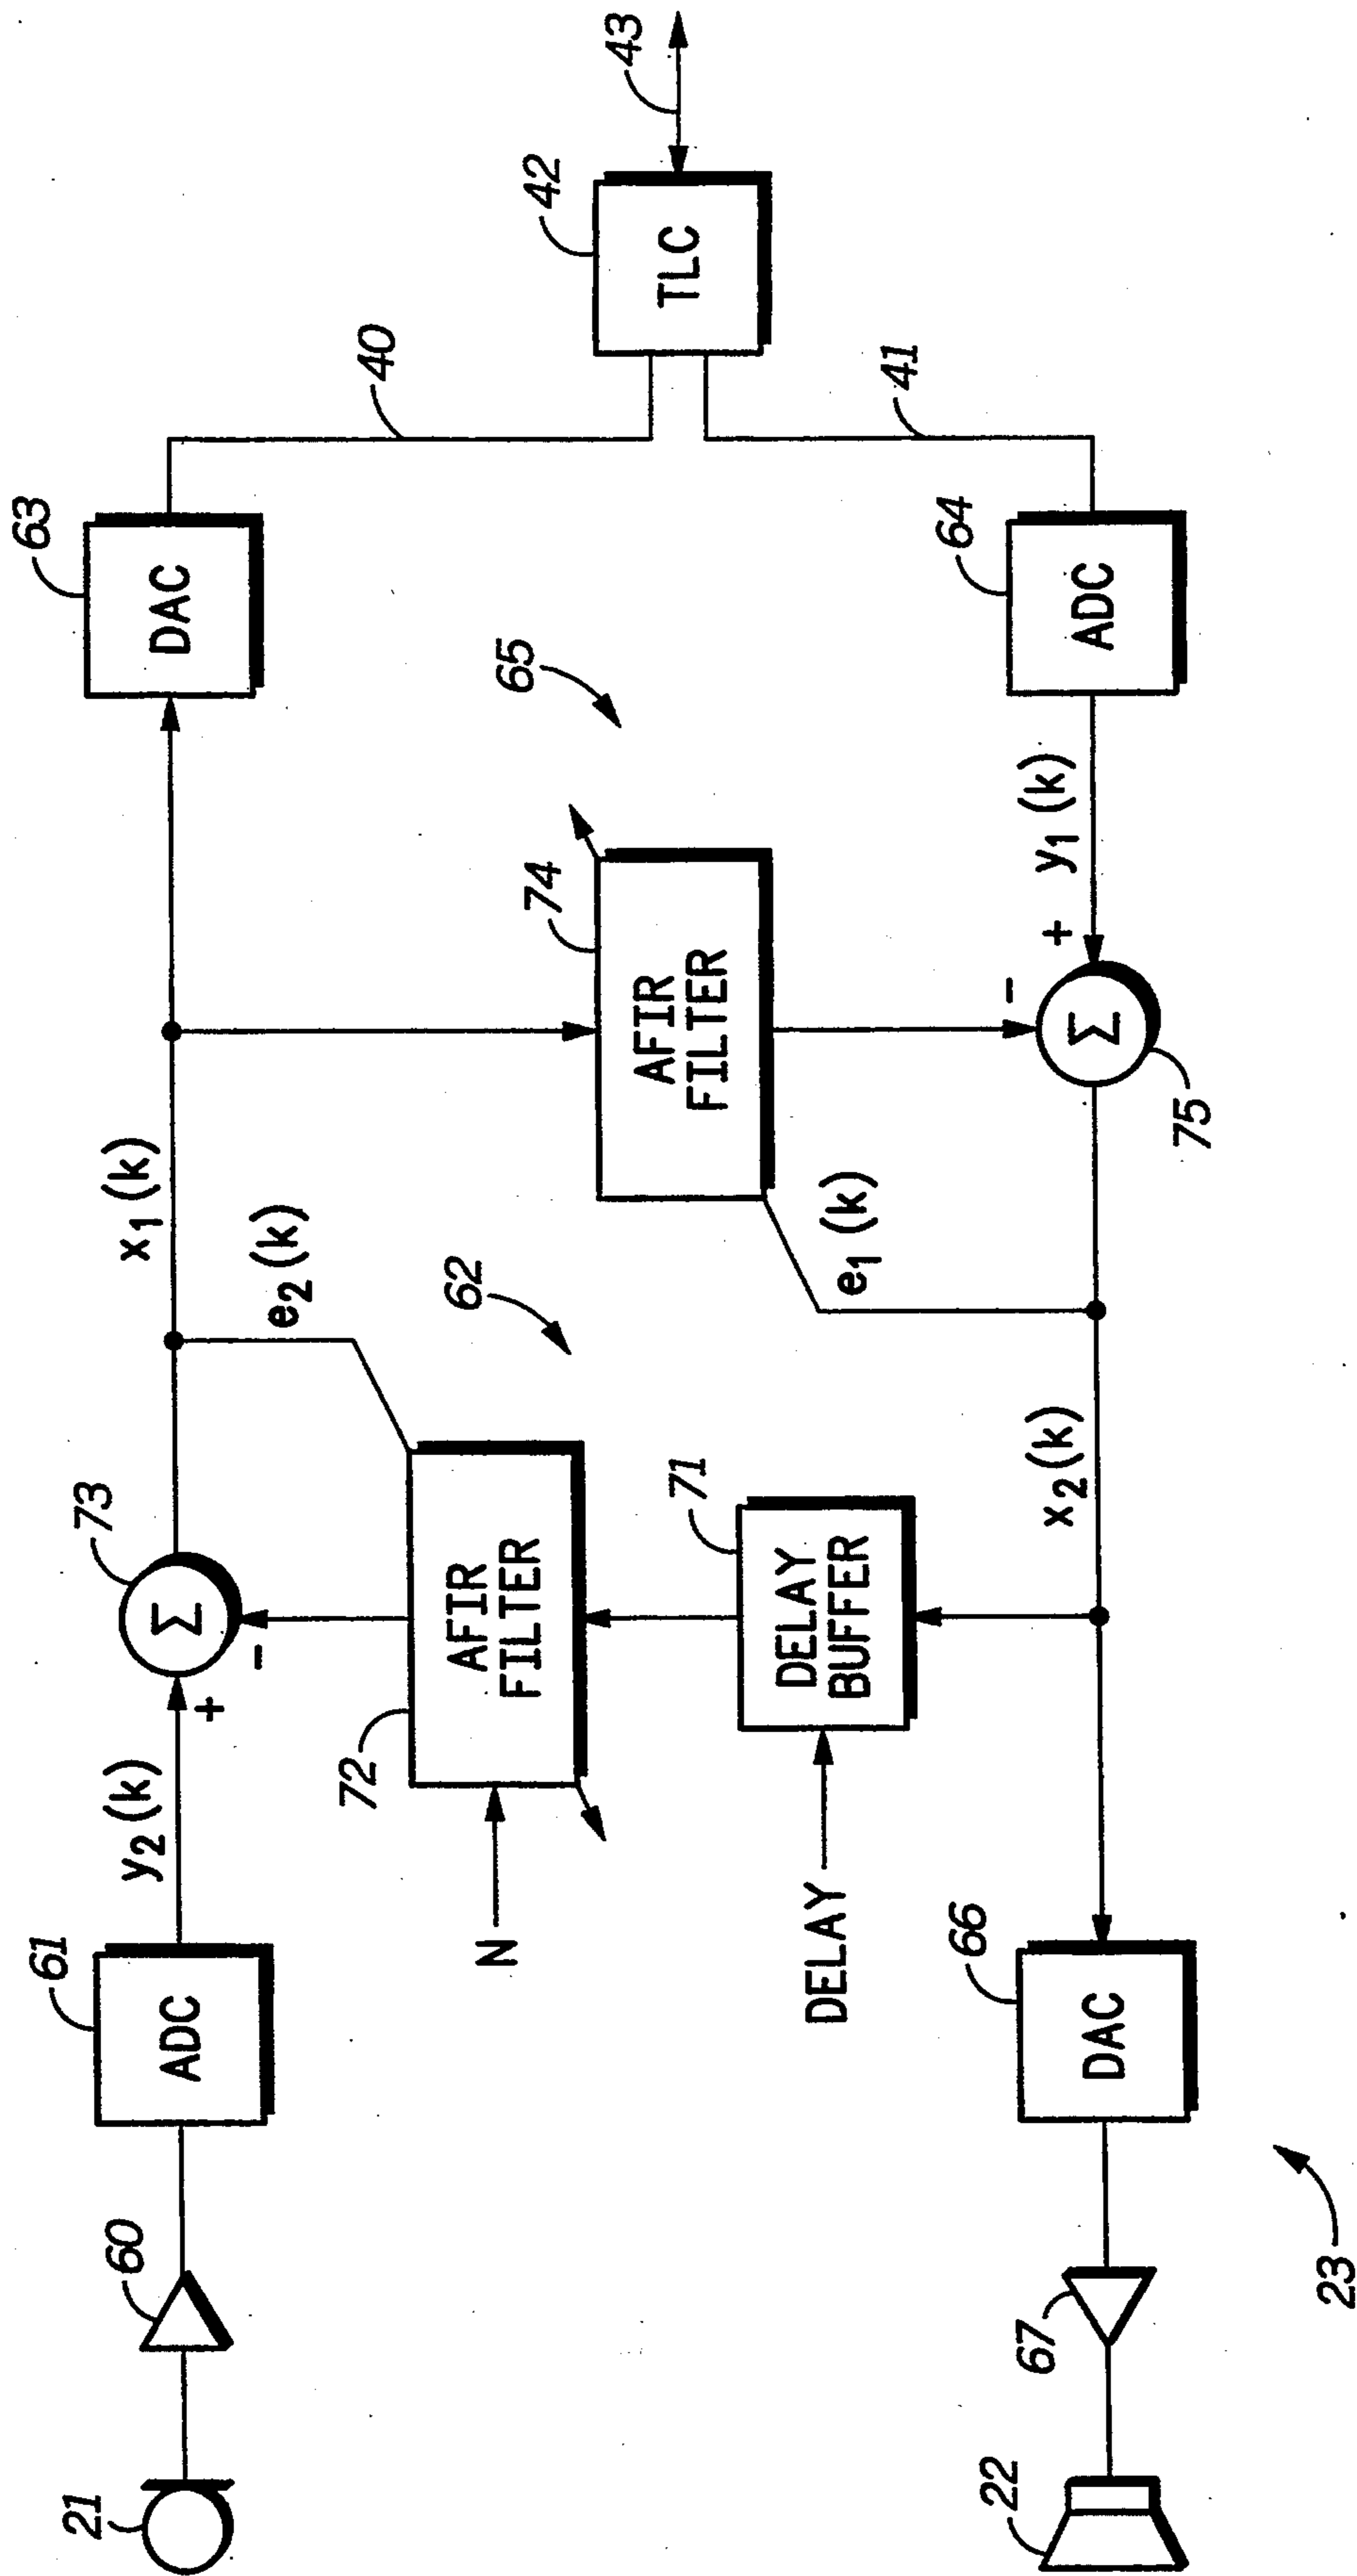 21
60
61
ADC
y2(k)
+
-
73
Σ
x1(k)
e2(k)
63
DAC
40
72
AFIR
FILTER
N
62
74
AFIR
FILTER
65
42
TLC
43
DELAY
71
DELAY
BUFFER
e1(k)
-
+
y1(k)
64
ADC
41
22
67
66
DAC
x2(k)
Σ
75
23